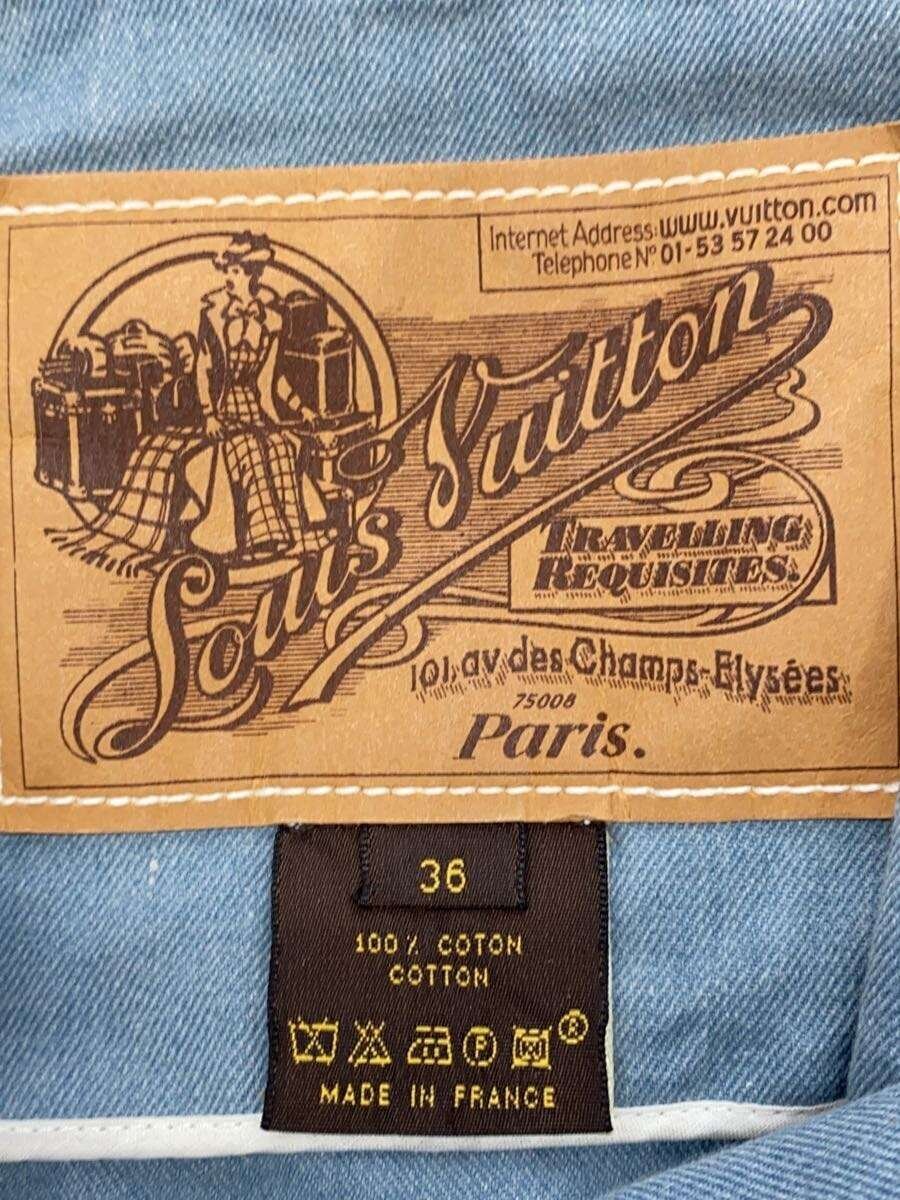 Internet Address: www.vuitton.com
Telephone N° 01-53 57 24 00
Louis Vuitton
TRAVELLING
REQUISITES.
101, av. des Champs-Elysées
75008
Paris.
36
100% COTON
COTTON
P
®
MADE IN FRANCE